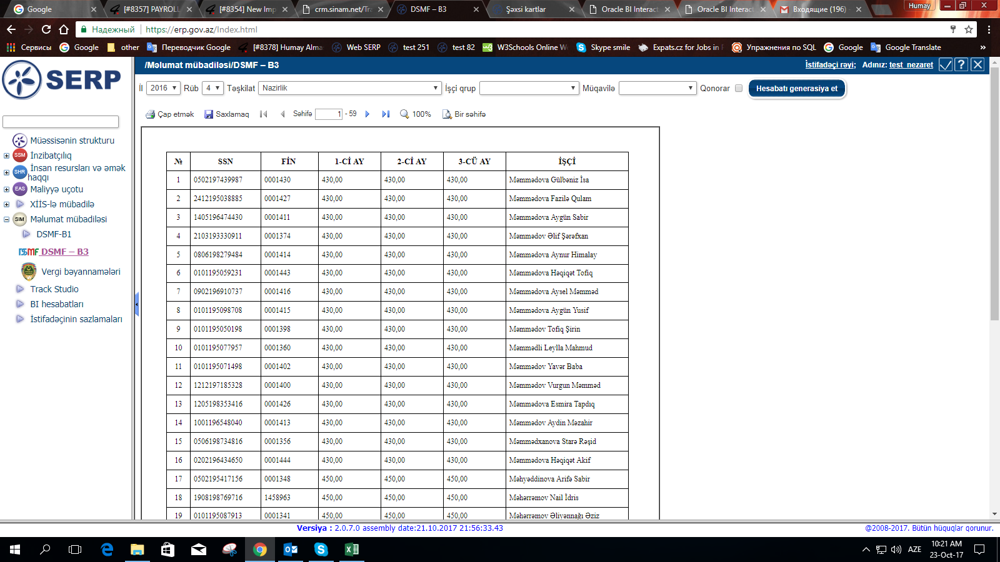 Google
[#8357] PAYROLL
[#8354] New Imp
crm.sinam.net/Tra
DSMF – B3
Şəxsi kartlar
Oracle BI Interact
Oracle BI Interact
Входящие (196)
Humay
Надежный
https://erp.gov.az/Index.html
Сервисы
Google
other
Переводчик Google
[#8378] Humay Alma
Web SERP
test 251
test 82
W3Schools Online W
Skype smile
Expats.cz for Jobs in
Упражнения по SQL
Google
Google Translate
»
SERP
/Məlumat mübadiləsi/DSMF – B3
İstifadəçi rəyi; Adınız: test_nezaret
İl 2016 Rüb 4 Təşkilat Nazirlik İşçi qrup Müqavilə Qonorar Hesabatı generasiya et
Çap etmək Saxlamaq Səhifə 1 - 59 100% Bir səhifə
Müəssisənin strukturu
SSM İnzibatçılıq
SHR İnsan resursları və əmək haqqı
EAS Maliyyə uçotu
XİİS-lə mübadilə
SIM Məlumat mübadiləsi
DSMF-B1
DSMF DSMF – B3
Vergi bəyannamələri
Track Studio
BI hesabatları
İstifadəçinin sazlamaları
№ SSN FİN 1-Cİ AY 2-Cİ AY 3-CÜ AY İŞÇİ
1 0502197439987 0001430 430,00 430,00 430,00 Məmmədova Gülbəniz İsa
2 2412195038885 0001427 430,00 430,00 430,00 Məmmədova Fazilə Qulam
3 1405196474430 0001411 430,00 430,00 430,00 Məmmədova Aygün Sabir
4 2103193330911 0001374 430,00 430,00 430,00 Məmmədov Əlif Şərəfxan
5 0806198279484 0001414 430,00 430,00 430,00 Məmmədova Aynur Himalay
6 0101195059231 0001443 430,00 430,00 430,00 Məmmədova Həqiqət Tofiq
7 0902196910737 0001416 430,00 430,00 430,00 Məmmədova Aysel Məmməd
8 0101195098708 0001415 430,00 430,00 430,00 Məmmədova Aygün Yusif
9 0101195050198 0001398 430,00 430,00 430,00 Məmmədov Tofiq Şirin
10 0101195077957 0001360 430,00 430,00 430,00 Məmmədli Leylla Mahmud
11 0101195071498 0001402 430,00 430,00 430,00 Məmmədov Yavər Baba
12 1212197185328 0001400 430,00 430,00 430,00 Məmmədov Vurgun Məmməd
13 1205198353416 0001426 430,00 430,00 430,00 Məmmədova Esmira Tapdıq
14 1001196548040 0001413 430,00 430,00 430,00 Məmmədov Aydin Məzahir
15 0506198734816 0001356 430,00 430,00 430,00 Məmmədxanova Starə Rəşid
16 0202196434650 0001444 430,00 430,00 430,00 Məmmədova Həqiqət Akif
17 0502195417156 0001348 450,00 450,00 450,00 Məhyəddinova Arifə Sabir
18 1908198769716 1458963 450,00 450,00 450,00 Məhərrəmov Nail İdris
19 0101195087913 0001341 450,00 450,00 450,00 Məhərrəmov Əliyənnağı Əziz
Versiya : 2.0.7.0 assembly date:21.10.2017 21:56:33.43
@2008-2017. Bütün hüquqlar qorunur.
AZE
10:21 AM
23-Oct-17